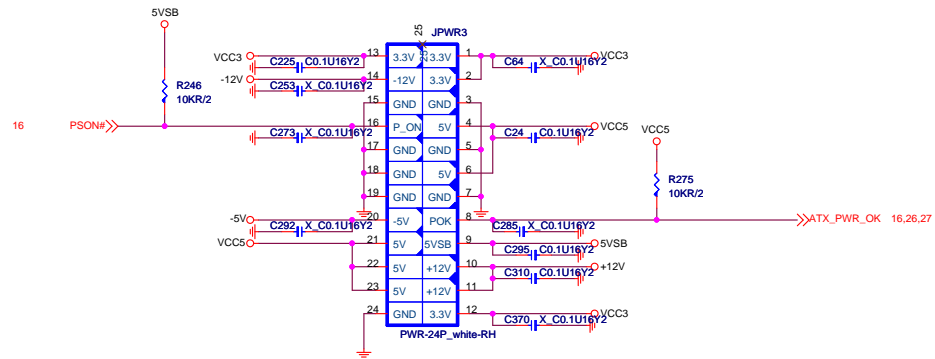 5VSB
R246
10KR/2
16 PSON#
25
25
JPWR3
VCC3
13 3.3V 3.3V 1
VCC3
C225 C0.1U16Y2
C64 X_C0.1U16Y2
-12V
14 -12V 3.3V 2
C253 X_C0.1U16Y2
15 GND GND 3
16 P_ON 5V 4
VCC5
C273 X_C0.1U16Y2
C24 C0.1U16Y2
17 GND GND 5
18 GND 5V 6
19 GND GND 7
VCC5
R275
10KR/2
-5V
20 -5V POK 8
ATX_PWR_OK 16,26,27
C292 X_C0.1U16Y2
C285 X_C0.1U16Y2
VCC5
21 5V 5VSB 9
5VSB
C295 C0.1U16Y2
22 5V +12V 10
+12V
C310 C0.1U16Y2
23 5V +12V 11
24 GND 3.3V 12
VCC3
C370 X_C0.1U16Y2
PWR-24P_white-RH